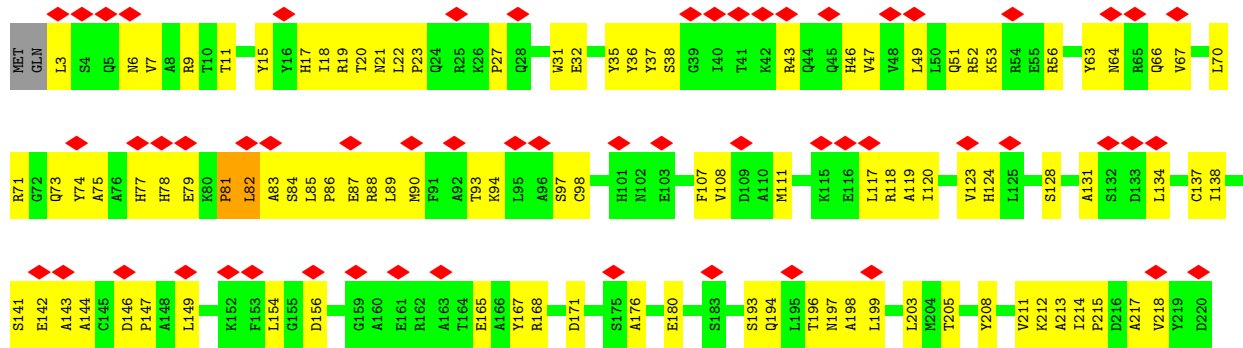 MET GLN L3 S4 Q5 N6 V7 A8 R9 T10 T11 Y15 Y16 H17 I18 R19 T20 N21 L22 P23 Q24 R25 K26 P27 Q28 W31 E32 Y35 Y36 Y37 S38 G39 I40 T41 K42 R43 Q44 Q45 H46 V47 V48 L49 L50 Q51 R52 K53 R54 E55 R56 Y63 N64 R65 Q66 V67 L70
R71 G72 Q73 Y74 A75 A76 H77 H78 E79 K80 P81 L82 A83 S84 L85 P86 E87 R88 L89 M90 F91 A92 T93 K94 L95 A96 S97 C98 H101 N102 E103 F107 V108 D109 A110 M111 K115 E116 L117 R118 A119 I120 V123 H124 L125 S128 A131 S132 D133 L134 C137 I138
S141 E142 A143 A144 C145 D146 P147 A148 L149 K152 F153 L154 G155 D156 G159 A160 E161 R162 A163 T164 E165 A166 Y167 R168 D171 S175 A176 E180 S183 S193 Q194 L195 T196 N197 A198 L199 L203 M204 T205 Y208 V211 K212 A213 I214 P215 D216 A217 V218 Y219 D220